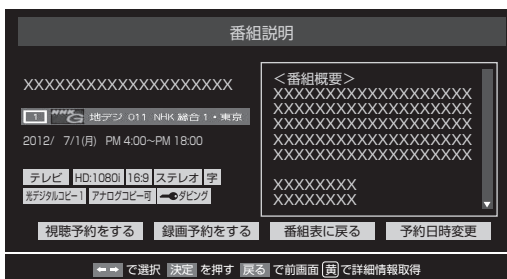 番組説明
XXXXXXXXXXXXXXXXXXXX
1 NHK G 地デジ 011 NHK 総合 1・東京
2012/ 7/1(月) PM 4:00~PM 18:00
テレビ HD:1080i 16:9 ステレオ 字
光デジタルコピー1 アナログコピー可 ダビング
<番組概要>
XXXXXXXXXXXXXXXXXXX
XXXXXXXXXXXXXXXXXXX
XXXXXXXXXXXXXXXXXXX
XXXXXXXXXXXXXXXXXXX
XXXXXXXXXXXXXXXXXXX
XXXXXXXX
XXXXXXXX
視聴予約をする 録画予約をする 番組表に戻る 予約日時変更
で選択 決定 を押す 戻る で前画面 黄 で詳細情報取得